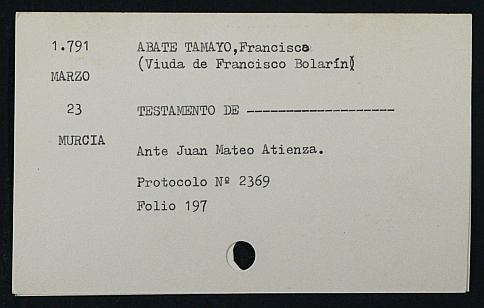 1.791 ABATE TAMAYO,Francisca
(Viuda de Francisco Bolarín)
MARZO
23 TESTAMENTO DE -------------------
MURCIA
Ante Juan Mateo Atienza.
Protocolo Nº 2369
Folio 197